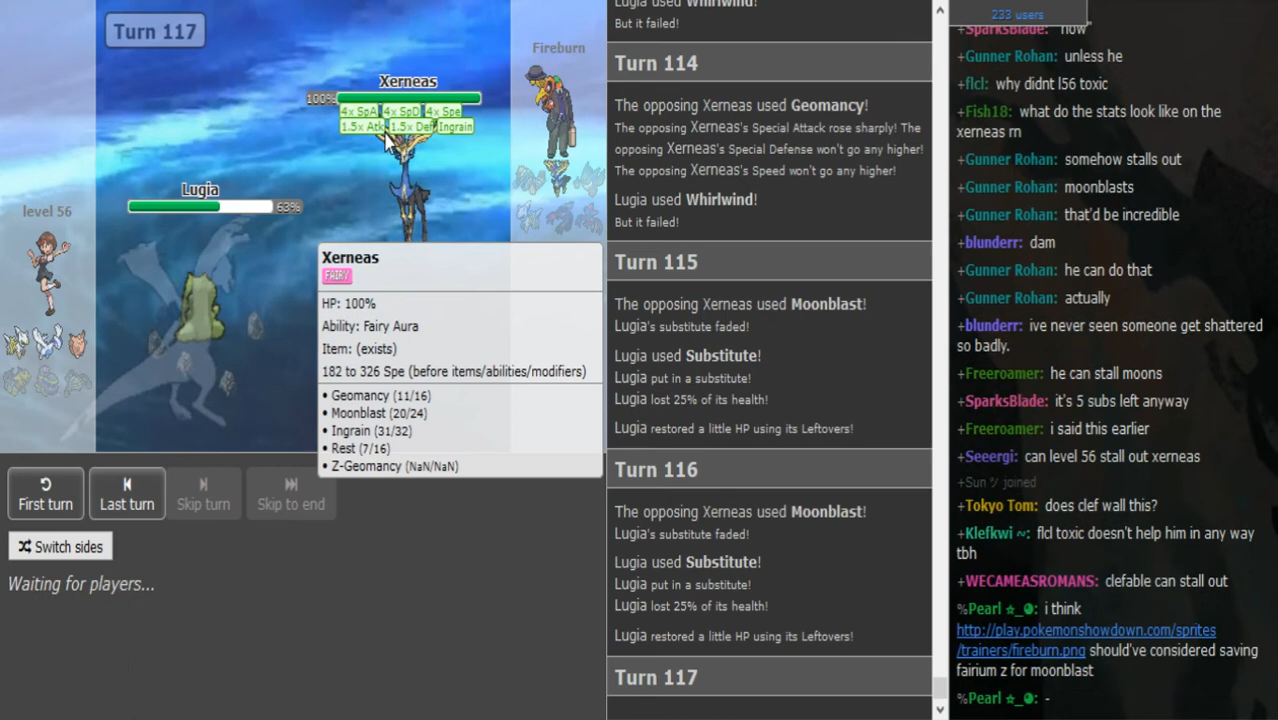 Turn 117
Fireburn
Xerneas
100%
4x SpA 4x SpD 4x Spe
1.5x Atk 1.5x Def Ingrain
Lugia
63%
level 56
Xerneas
FAIRY
HP: 100%
Ability: Fairy Aura
Item: (exists)
182 to 326 Spe (before items/abilities/modifiers)
• Geomancy (11/16)
• Moonblast (20/24)
• Ingrain (31/32)
• Rest (7/16)
• Z-Geomancy (NaN/NaN)
First turn
Last turn
Skip turn
Skip to end
Switch sides
Waiting for players...
Lugia used Whirlwind!
But it failed!
Turn 114
The opposing Xerneas used Geomancy!
The opposing Xerneas's Special Attack rose sharply! The
opposing Xerneas's Special Defense won't go any higher!
The opposing Xerneas's Speed won't go any higher!
Lugia used Whirlwind!
But it failed!
Turn 115
The opposing Xerneas used Moonblast!
Lugia's substitute faded!
Lugia used Substitute!
Lugia put in a substitute!
Lugia lost 25% of its health!
Lugia restored a little HP using its Leftovers!
Turn 116
The opposing Xerneas used Moonblast!
Lugia's substitute faded!
Lugia used Substitute!
Lugia put in a substitute!
Lugia lost 25% of its health!
Lugia restored a little HP using its Leftovers!
Turn 117
233 users
+SparksBlade: how
+Gunner Rohan: unless he
+flcl: why didnt l56 toxic
+Fish18: what do the stats look like on the
xerneas rn
+Gunner Rohan: somehow stalls out
+Gunner Rohan: moonblasts
+Gunner Rohan: that'd be incredible
+blunderr: dam
+Gunner Rohan: he can do that
+Gunner Rohan: actually
+blunderr: ive never seen someone get shattered
so badly.
+Freeroamer: he can stall moons
+SparksBlade: it's 5 subs left anyway
+Freeroamer: i said this earlier
+Seeergi: can level 56 stall out xerneas
+Sun ツ joined
+Tokyo Tom: does clef wall this?
+Klefkwi ~: flcl toxic doesn't help him in any way
tbh
+WECAMEASROMANS: clefable can stall out
%Pearl ☆_◕: i think
http://play.pokemonshowdown.com/sprites
/trainers/fireburn.png should've considered saving
fairium z for moonblast
%Pearl ☆_◕: -